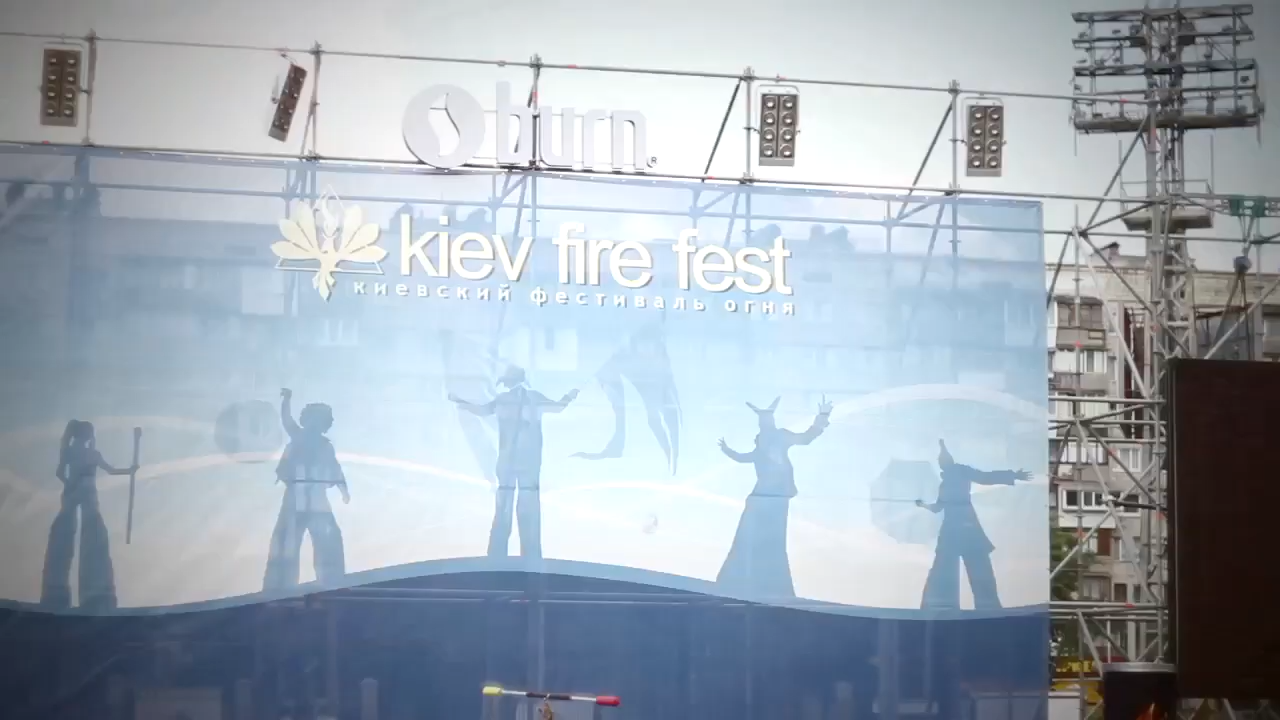 burn®
kiev fire fest
киевский фестиваль огня